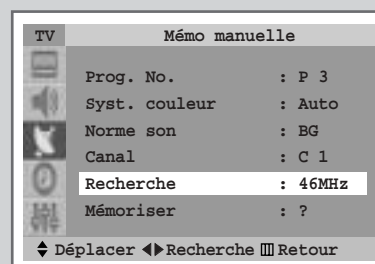 TV Mémo manuelle
Prog. No. : P 3
Syst. couleur : Auto
Norme son : BG
Canal : C 1
Recherche : 46MHz
Mémoriser : ?
Déplacer Recherche Retour